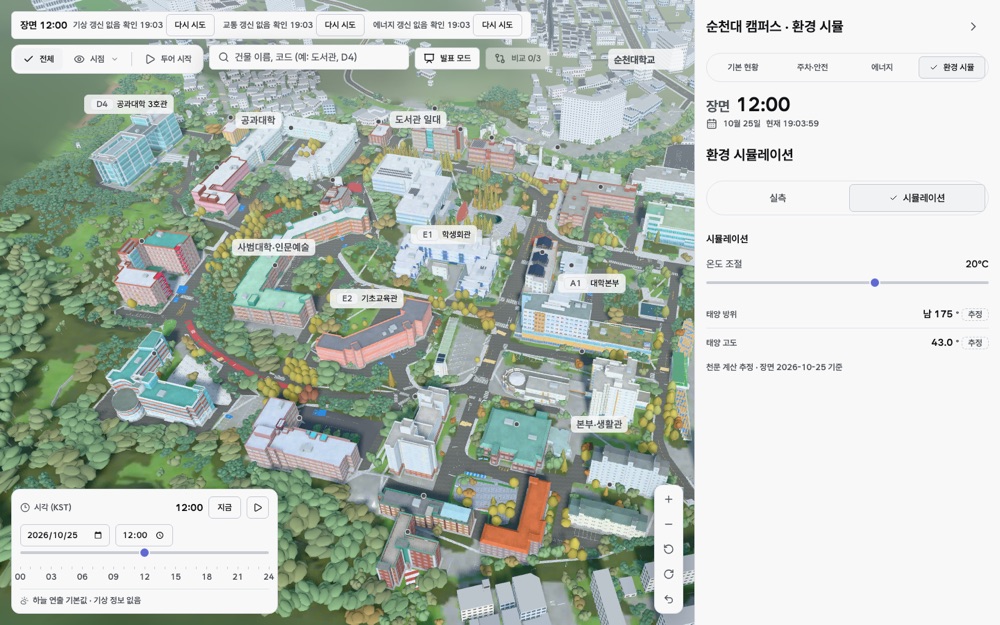 장면 12:00 기상 갱신 없음 확인 19:03 다시 시도 교통 갱신 없음 확인 19:03 다시 시도 에너지 갱신 없음 확인 19:03 다시 시도
전체 시점 투어 시작 건물 이름, 코드 (예: 도서관, D4) 발표 모드 비교 0/3 순천대학교
D4 공과대학 3호관
공과대학
도서관 일대
E1 학생회관
사범대학·인문예술
A1 대학본부
E2 기초교육관
본부·생활관
시각 (KST) 12:00 지금
2026/10/25 12:00
00 03 06 09 12 15 18 21 24
하늘 연출 기본값 · 기상 정보 없음
순천대 캠퍼스 · 환경 시뮬
기본 현황 주차·안전 에너지 환경 시뮬
장면 12:00
10월 25일 현재 19:03:59
환경 시뮬레이션
실측 시뮬레이션
시뮬레이션
온도 조절 20°C
태양 방위 남 175 ° 추정
태양 고도 43.0 ° 추정
천문 계산 추정 · 장면 2026-10-25 기준